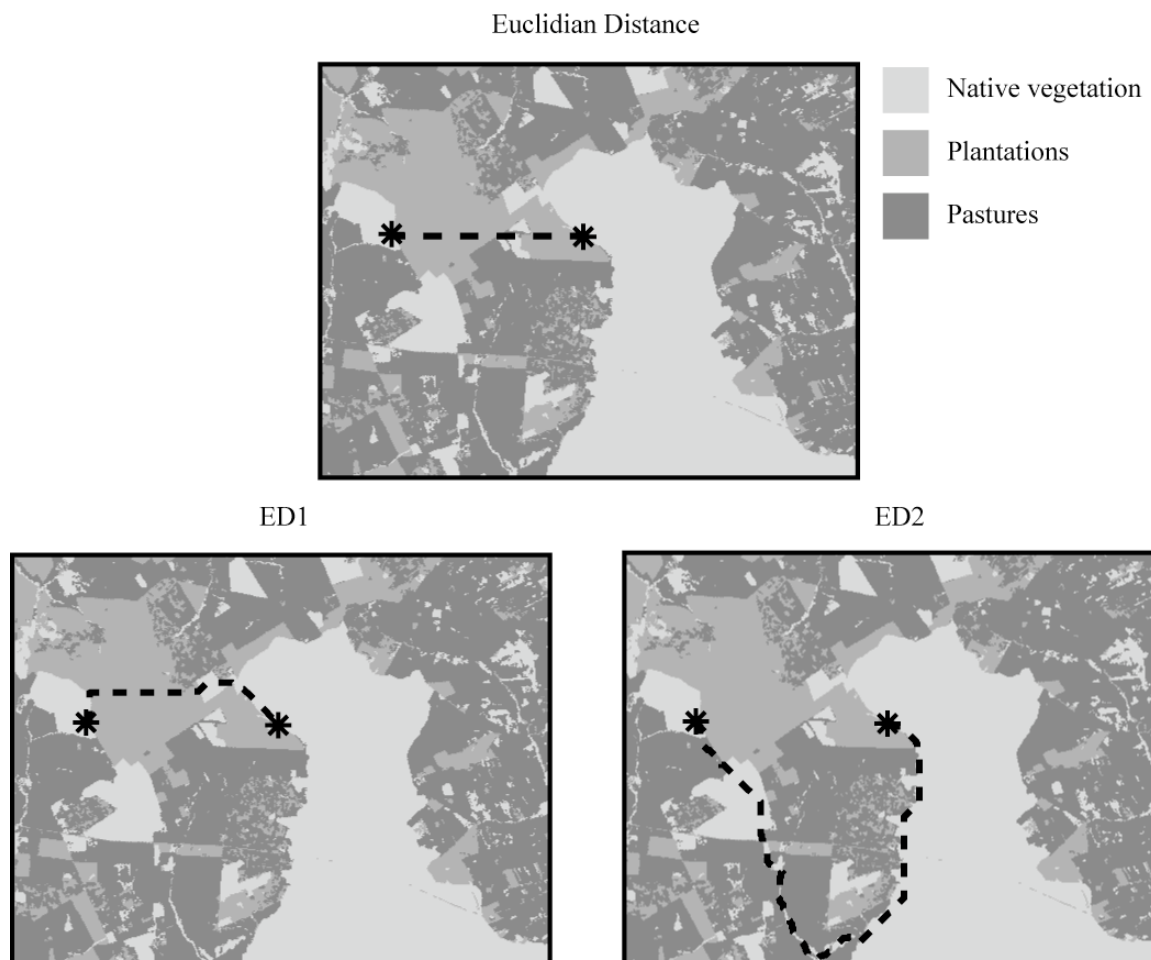 Euclidian Distance
Native vegetation
Plantations
Pastures
ED1
ED2